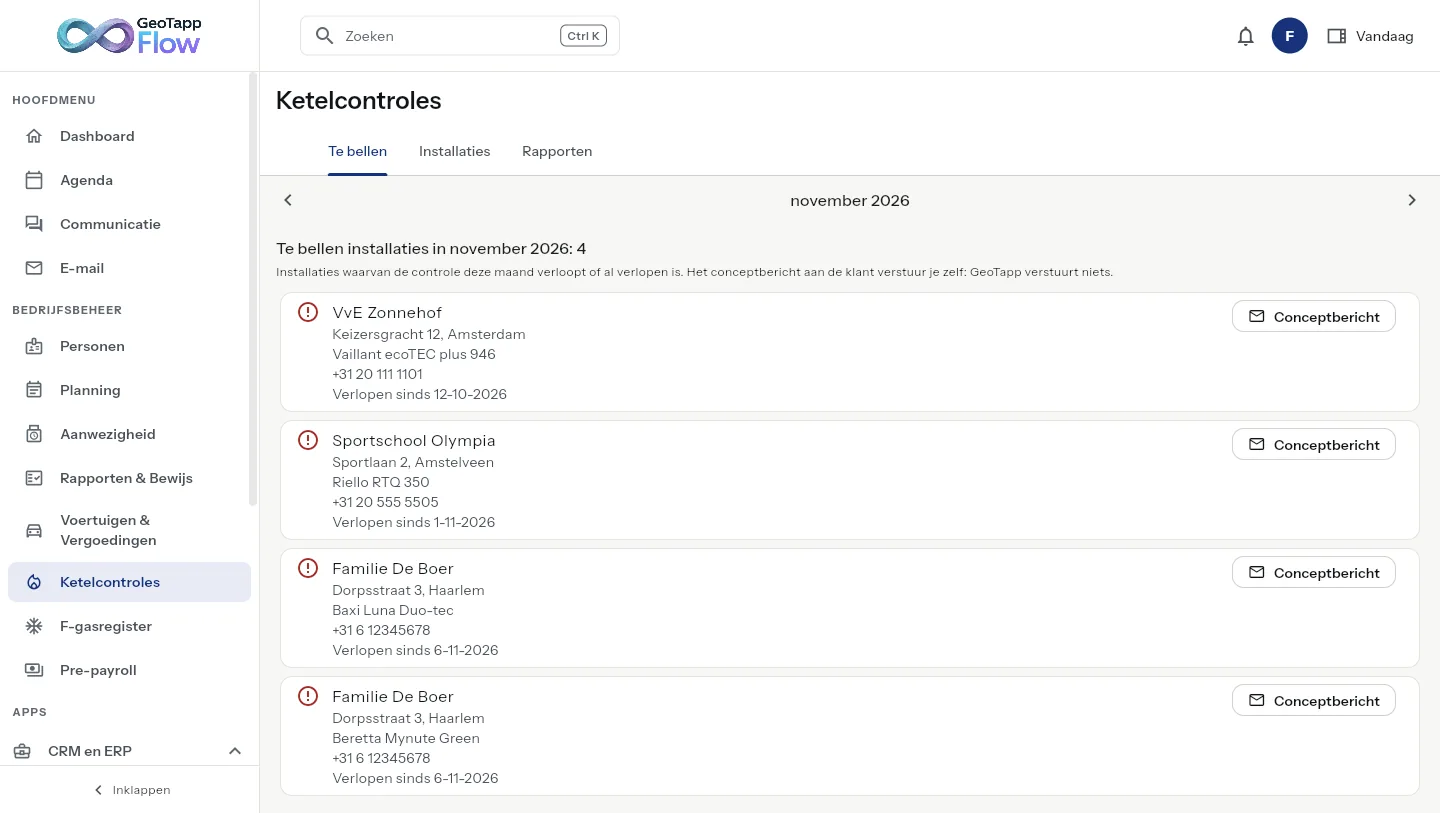 GeoTapp
Flow
Zoeken
Ctrl K
F
Vandaag
HOOFDMENU
Dashboard
Agenda
Communicatie
E-mail
BEDRIJFSBEHEER
Personen
Planning
Aanwezigheid
Rapporten & Bewijs
Voertuigen &
Vergoedingen
Ketelcontroles
F-gasregister
Pre-payroll
APPS
CRM en ERP
Inklappen
Ketelcontroles
Te bellen
Installaties
Rapporten
november 2026
Te bellen installaties in november 2026: 4
Installaties waarvan de controle deze maand verloopt of al verlopen is. Het conceptbericht aan de klant verstuur je zelf: GeoTapp verstuurt niets.
VvE Zonnehof
Keizersgracht 12, Amsterdam
Vaillant ecoTEC plus 946
+31 20 111 1101
Verlopen sinds 12-10-2026
Conceptbericht
Sportschool Olympia
Sportlaan 2, Amstelveen
Riello RTQ 350
+31 20 555 5505
Verlopen sinds 1-11-2026
Conceptbericht
Familie De Boer
Dorpsstraat 3, Haarlem
Baxi Luna Duo-tec
+31 6 12345678
Verlopen sinds 6-11-2026
Conceptbericht
Familie De Boer
Dorpsstraat 3, Haarlem
Beretta Mynute Green
+31 6 12345678
Verlopen sinds 6-11-2026
Conceptbericht